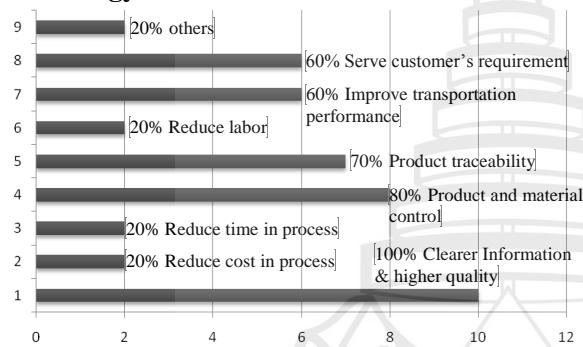 9
20% others
8
60% Serve customer's requirement
7
60% Improve transportation
performance
6
20% Reduce labor
5
70% Product traceability
4
80% Product and material
control
3
20% Reduce time in process
2
20% Reduce cost in process
100% Clearer Information
& higher quality
1
0 2 4 6 8 10 12